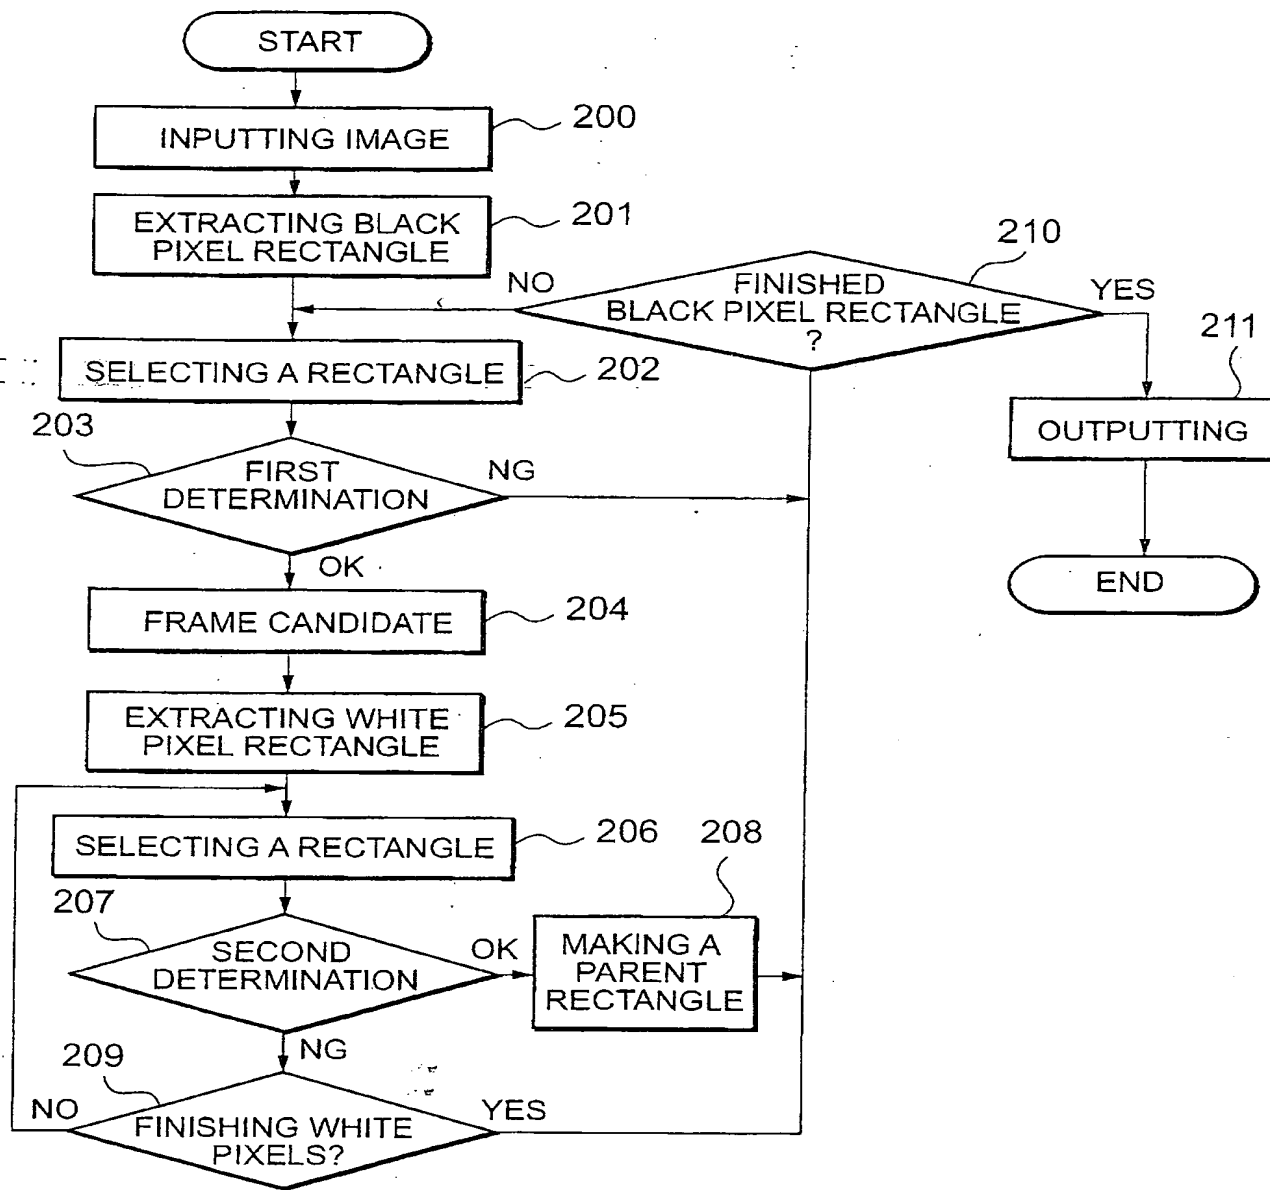 START
INPUTTING IMAGE
200
EXTRACTING BLACK
PIXEL RECTANGLE
201
SELECTING A RECTANGLE
202
203
FIRST
DETERMINATION
NG
OK
FRAME CANDIDATE
204
EXTRACTING WHITE
PIXEL RECTANGLE
205
SELECTING A RECTANGLE
206
207
SECOND
DETERMINATION
OK
208
MAKING A
PARENT
RECTANGLE
NG
209
NO
FINISHING WHITE
PIXELS?
YES
210
NO
FINISHED
BLACK PIXEL RECTANGLE
?
YES
211
OUTPUTTING
END